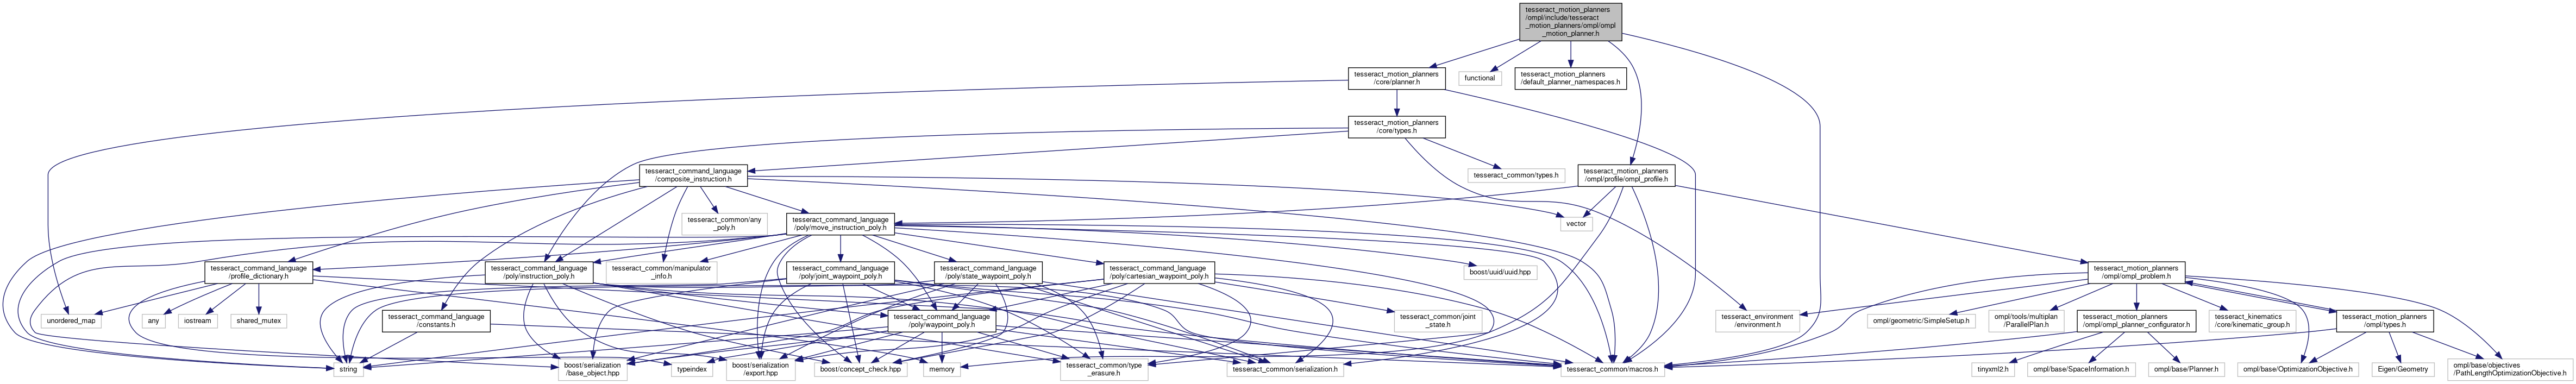 tesseract_motion_planners
/ompl/include/tesseract
_motion_planners/ompl/ompl
_motion_planner.h
tesseract_motion_planners
/core/planner.h
functional
tesseract_motion_planners
/default_planner_namespaces.h
tesseract_motion_planners
/core/types.h
tesseract_command_language
/composite_instruction.h
tesseract_common/types.h
tesseract_motion_planners
/ompl/profile/ompl_profile.h
tesseract_common/any
_poly.h
tesseract_command_language
/poly/move_instruction_poly.h
vector
tesseract_command_language
/profile_dictionary.h
tesseract_command_language
/poly/instruction_poly.h
tesseract_common/manipulator
_info.h
tesseract_command_language
/poly/joint_waypoint_poly.h
tesseract_command_language
/poly/state_waypoint_poly.h
tesseract_command_language
/poly/cartesian_waypoint_poly.h
boost/uuid/uuid.hpp
tesseract_motion_planners
/ompl/ompl_problem.h
unordered_map
any
iostream
shared_mutex
tesseract_command_language
/constants.h
tesseract_command_language
/poly/waypoint_poly.h
tesseract_common/joint
_state.h
tesseract_environment
/environment.h
ompl/geometric/SimpleSetup.h
ompl/tools/multiplan
/ParallelPlan.h
tesseract_motion_planners
/ompl/ompl_planner_configurator.h
tesseract_kinematics
/core/kinematic_group.h
tesseract_motion_planners
/ompl/types.h
string
boost/serialization
/base_object.hpp
typeindex
boost/serialization
/export.hpp
boost/concept_check.hpp
memory
tesseract_common/type
_erasure.h
tesseract_common/serialization.h
tesseract_common/macros.h
tinyxml2.h
ompl/base/SpaceInformation.h
ompl/base/Planner.h
ompl/base/OptimizationObjective.h
Eigen/Geometry
ompl/base/objectives
/PathLengthOptimizationObjective.h